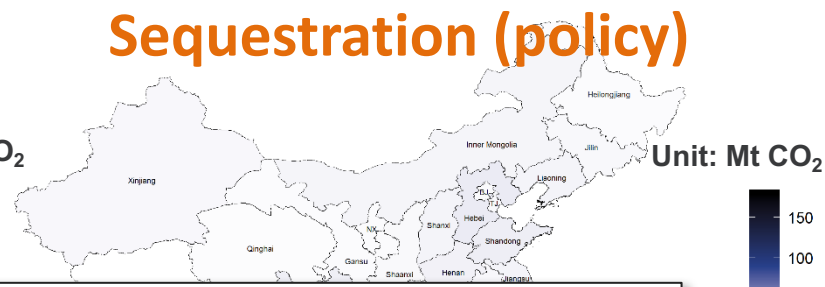 Sequestration (policy)
O₂
Unit: Mt CO₂
150
100
Heilongjiang
Jilin
Inner Mongolia
Liaoning
Xinjiang
BJ
TJ
Hebei
Shanxi
NX
Shandong
Qinghai
Gansu
Shaanxi
Henan
Jiangsu